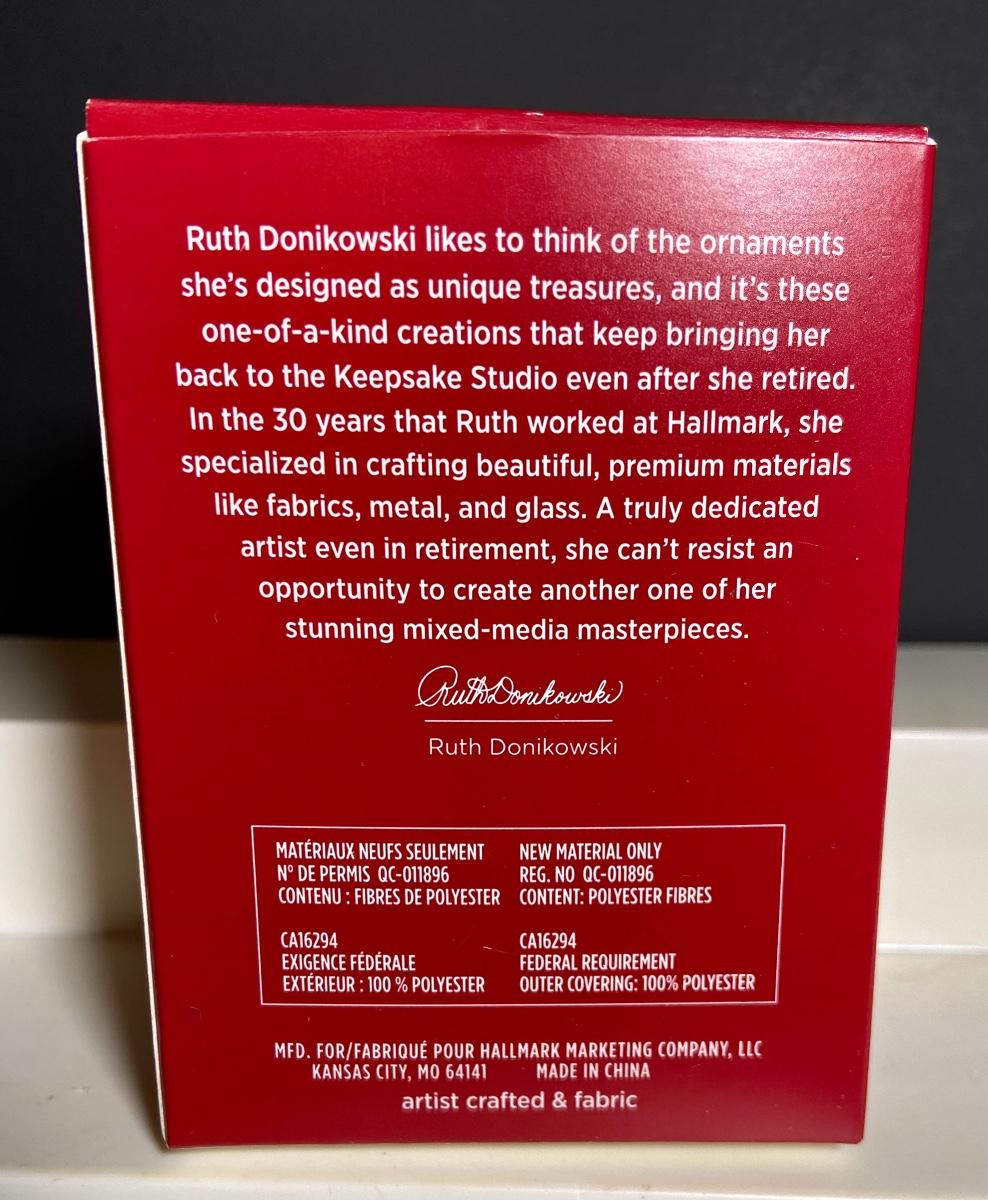 Ruth Donikowski likes to think of the ornaments
she's designed as unique treasures, and it's these
one-of-a-kind creations that keep bringing her
back to the Keepsake Studio even after she retired.
In the 30 years that Ruth worked at Hallmark, she
specialized in crafting beautiful, premium materials
like fabrics, metal, and glass. A truly dedicated
artist even in retirement, she can't resist an
opportunity to create another one of her
stunning mixed-media masterpieces.
Ruth Donikowski
Ruth Donikowski
MATÉRIAUX NEUFS SEULEMENT
Nº DE PERMIS QC-011896
CONTENU : FIBRES DE POLYESTER
CA16294
EXIGENCE FÉDÉRALE
EXTÉRIEUR : 100 % POLYESTER
NEW MATERIAL ONLY
REG. NO QC-011896
CONTENT: POLYESTER FIBRES
CA16294
FEDERAL REQUIREMENT
OUTER COVERING: 100% POLYESTER
MFD. FOR/FABRIQUÉ POUR HALLMARK MARKETING COMPANY, LLC
KANSAS CITY, MO 64141 MADE IN CHINA
artist crafted & fabric